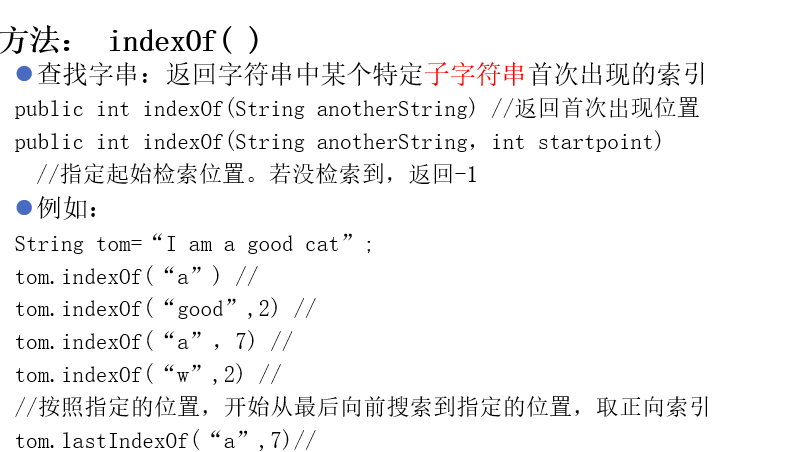 方法： indexOf( )
●查找字串：返回字符串中某个特定子字符串首次出现的索引
public int indexOf(String anotherString) //返回首次出现位置
public int indexOf(String anotherString，int startpoint)
//指定起始检索位置。若没检索到，返回-1
●例如：
String tom=“I am a good cat”;
tom.indexOf(“a”) //
tom.indexOf(“good”,2) //
tom.indexOf(“a”，7) //
tom.indexOf(“w”,2) //
//按照指定的位置，开始从最后向前搜索到指定的位置，取正向索引
tom.lastIndexOf(“a”,7)//